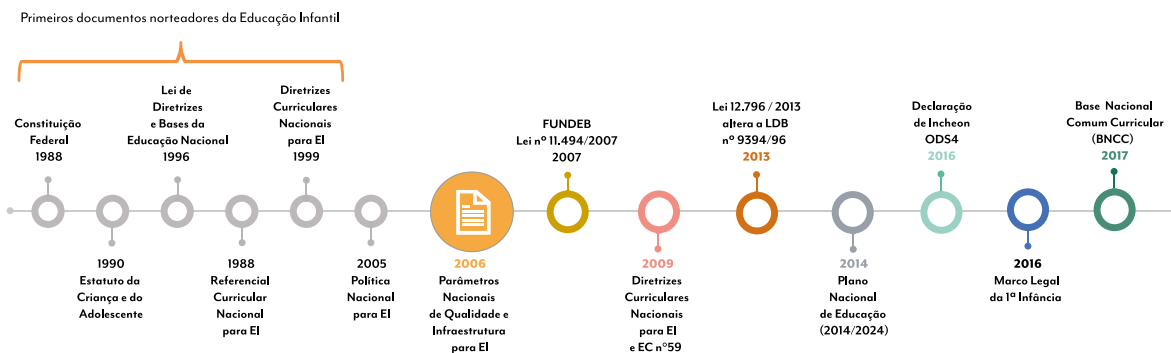 Primeiros documentos norteadores da Educação Infantil
Constituição
Federal
1988
1990
Estatuto da
Criança e do
Adolescente
Lei de
Diretrizes
e Bases da
Educação Nacional
1996
1988
Referencial
Curricular
Nacional
para EI
Diretrizes
Curriculares
Nacionais
para EI
1999
2005
Política
Nacional
para EI
2006
Parâmetros
Nacionais
de Qualidade e
Infraestrutura
para EI
FUNDEB
Lei nº 11.494/2007
2007
2009
Diretrizes
Curriculares
Nacionais
para EI
e EC n°59
Lei 12.796 / 2013
altera a LDB
nº 9394/96
2013
2014
Plano
Nacional
de Educação
(2014/2024)
Declaração
de Incheon
ODS4
2016
2016
Marco Legal
da 1ª Infância
Base Nacional
Comum Curricular
(BNCC)
2017